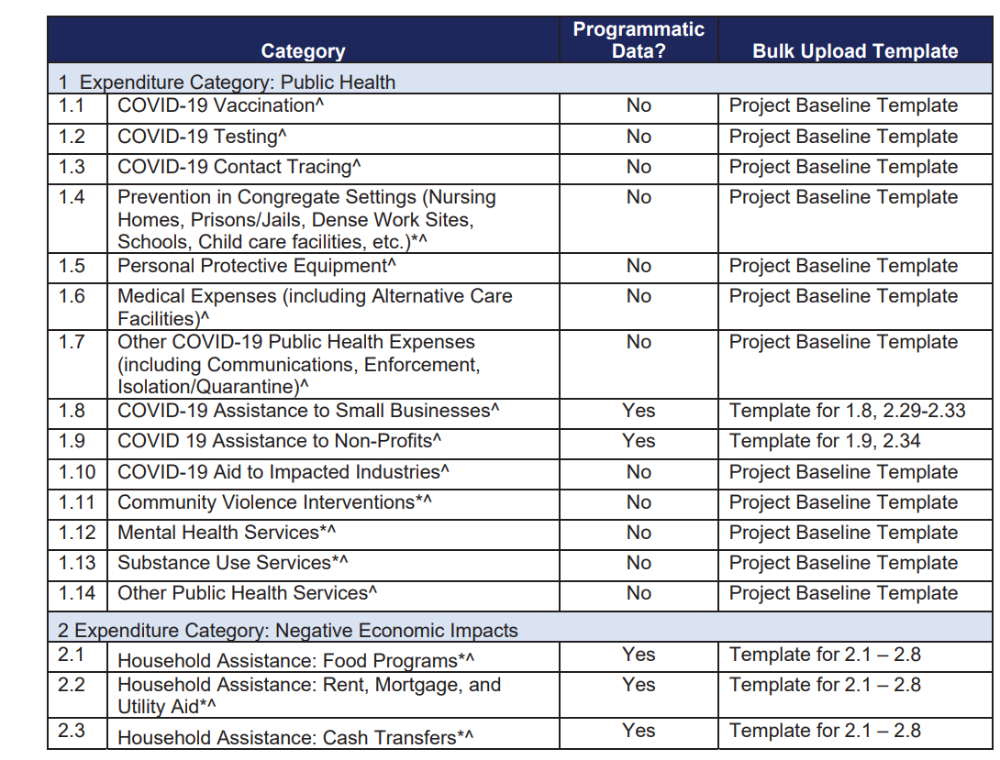 Category
Programmatic
Data?
Bulk Upload Template
1 Expenditure Category: Public Health
1.1 COVID-19 Vaccination^ No Project Baseline Template
1.2 COVID-19 Testing^ No Project Baseline Template
1.3 COVID-19 Contact Tracing^ No Project Baseline Template
1.4 Prevention in Congregate Settings (Nursing No Project Baseline Template
Homes, Prisons/Jails, Dense Work Sites,
Schools, Child care facilities, etc.)*^
1.5 Personal Protective Equipment^ No Project Baseline Template
1.6 Medical Expenses (including Alternative Care No Project Baseline Template
Facilities)^
1.7 Other COVID-19 Public Health Expenses No Project Baseline Template
(including Communications, Enforcement,
Isolation/Quarantine)^
1.8 COVID-19 Assistance to Small Businesses^ Yes Template for 1.8, 2.29-2.33
1.9 COVID 19 Assistance to Non-Profits^ Yes Template for 1.9, 2.34
1.10 COVID-19 Aid to Impacted Industries^ No Project Baseline Template
1.11 Community Violence Interventions*^ No Project Baseline Template
1.12 Mental Health Services*^ No Project Baseline Template
1.13 Substance Use Services*^ No Project Baseline Template
1.14 Other Public Health Services^ No Project Baseline Template
2 Expenditure Category: Negative Economic Impacts
2.1 Household Assistance: Food Programs*^ Yes Template for 2.1 – 2.8
2.2 Household Assistance: Rent, Mortgage, and Yes Template for 2.1 – 2.8
Utility Aid*^
2.3 Household Assistance: Cash Transfers*^ Yes Template for 2.1 – 2.8